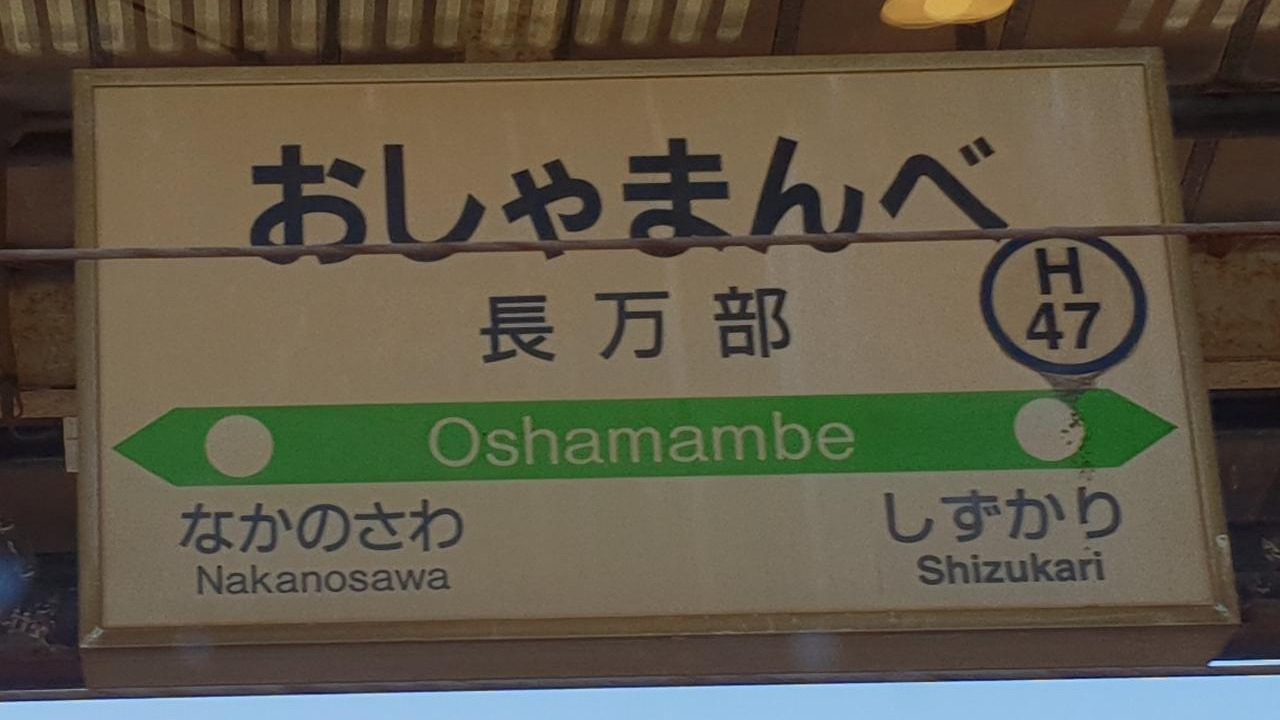 おしゃまんべ
長万部
H
47
Oshamambe
なかのさわ
Nakanosawa
しずかり
Shizukari